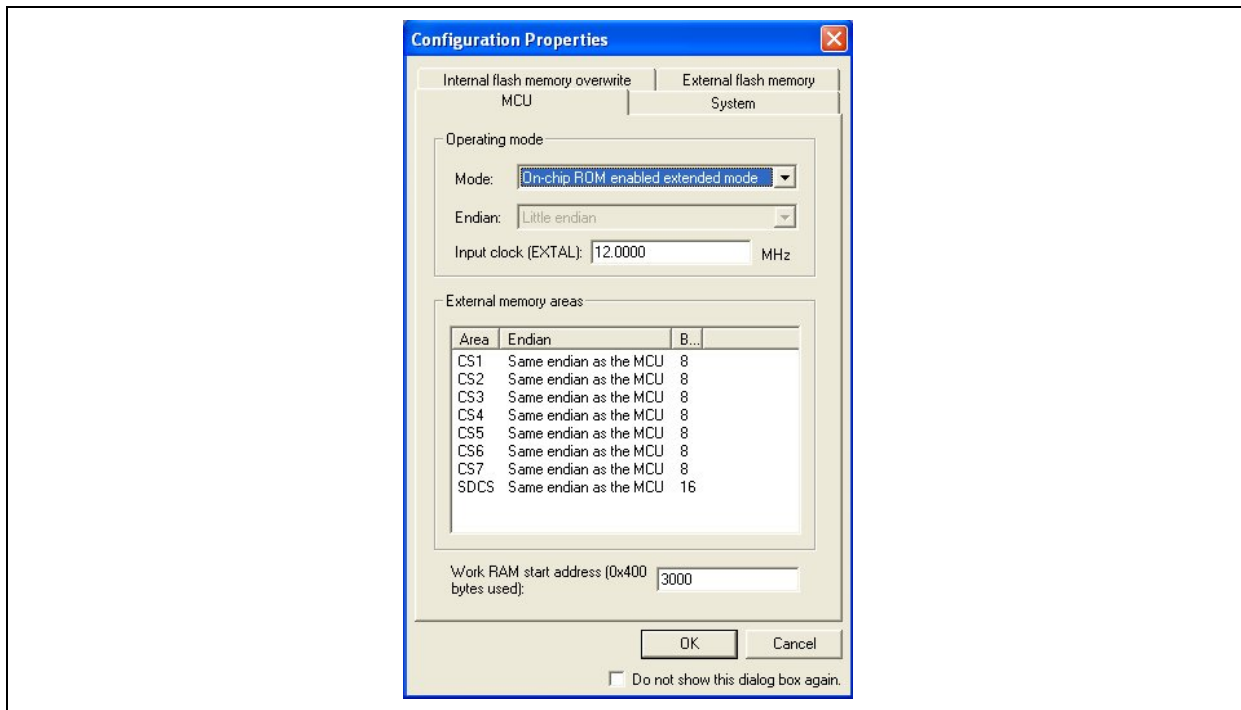 Configuration Properties
Internal flash memory overwrite External flash memory
MCU System
Operating mode
Mode: On-chip ROM enabled extended mode
Endian: Little endian
Input clock (EXTAL): 12.0000 MHz
External memory areas
Area Endian B...
CS1 Same endian as the MCU 8
CS2 Same endian as the MCU 8
CS3 Same endian as the MCU 8
CS4 Same endian as the MCU 8
CS5 Same endian as the MCU 8
CS6 Same endian as the MCU 8
CS7 Same endian as the MCU 8
SDCS Same endian as the MCU 16
Work RAM start address (0x400
bytes used): 3000
OK Cancel
Do not show this dialog box again.